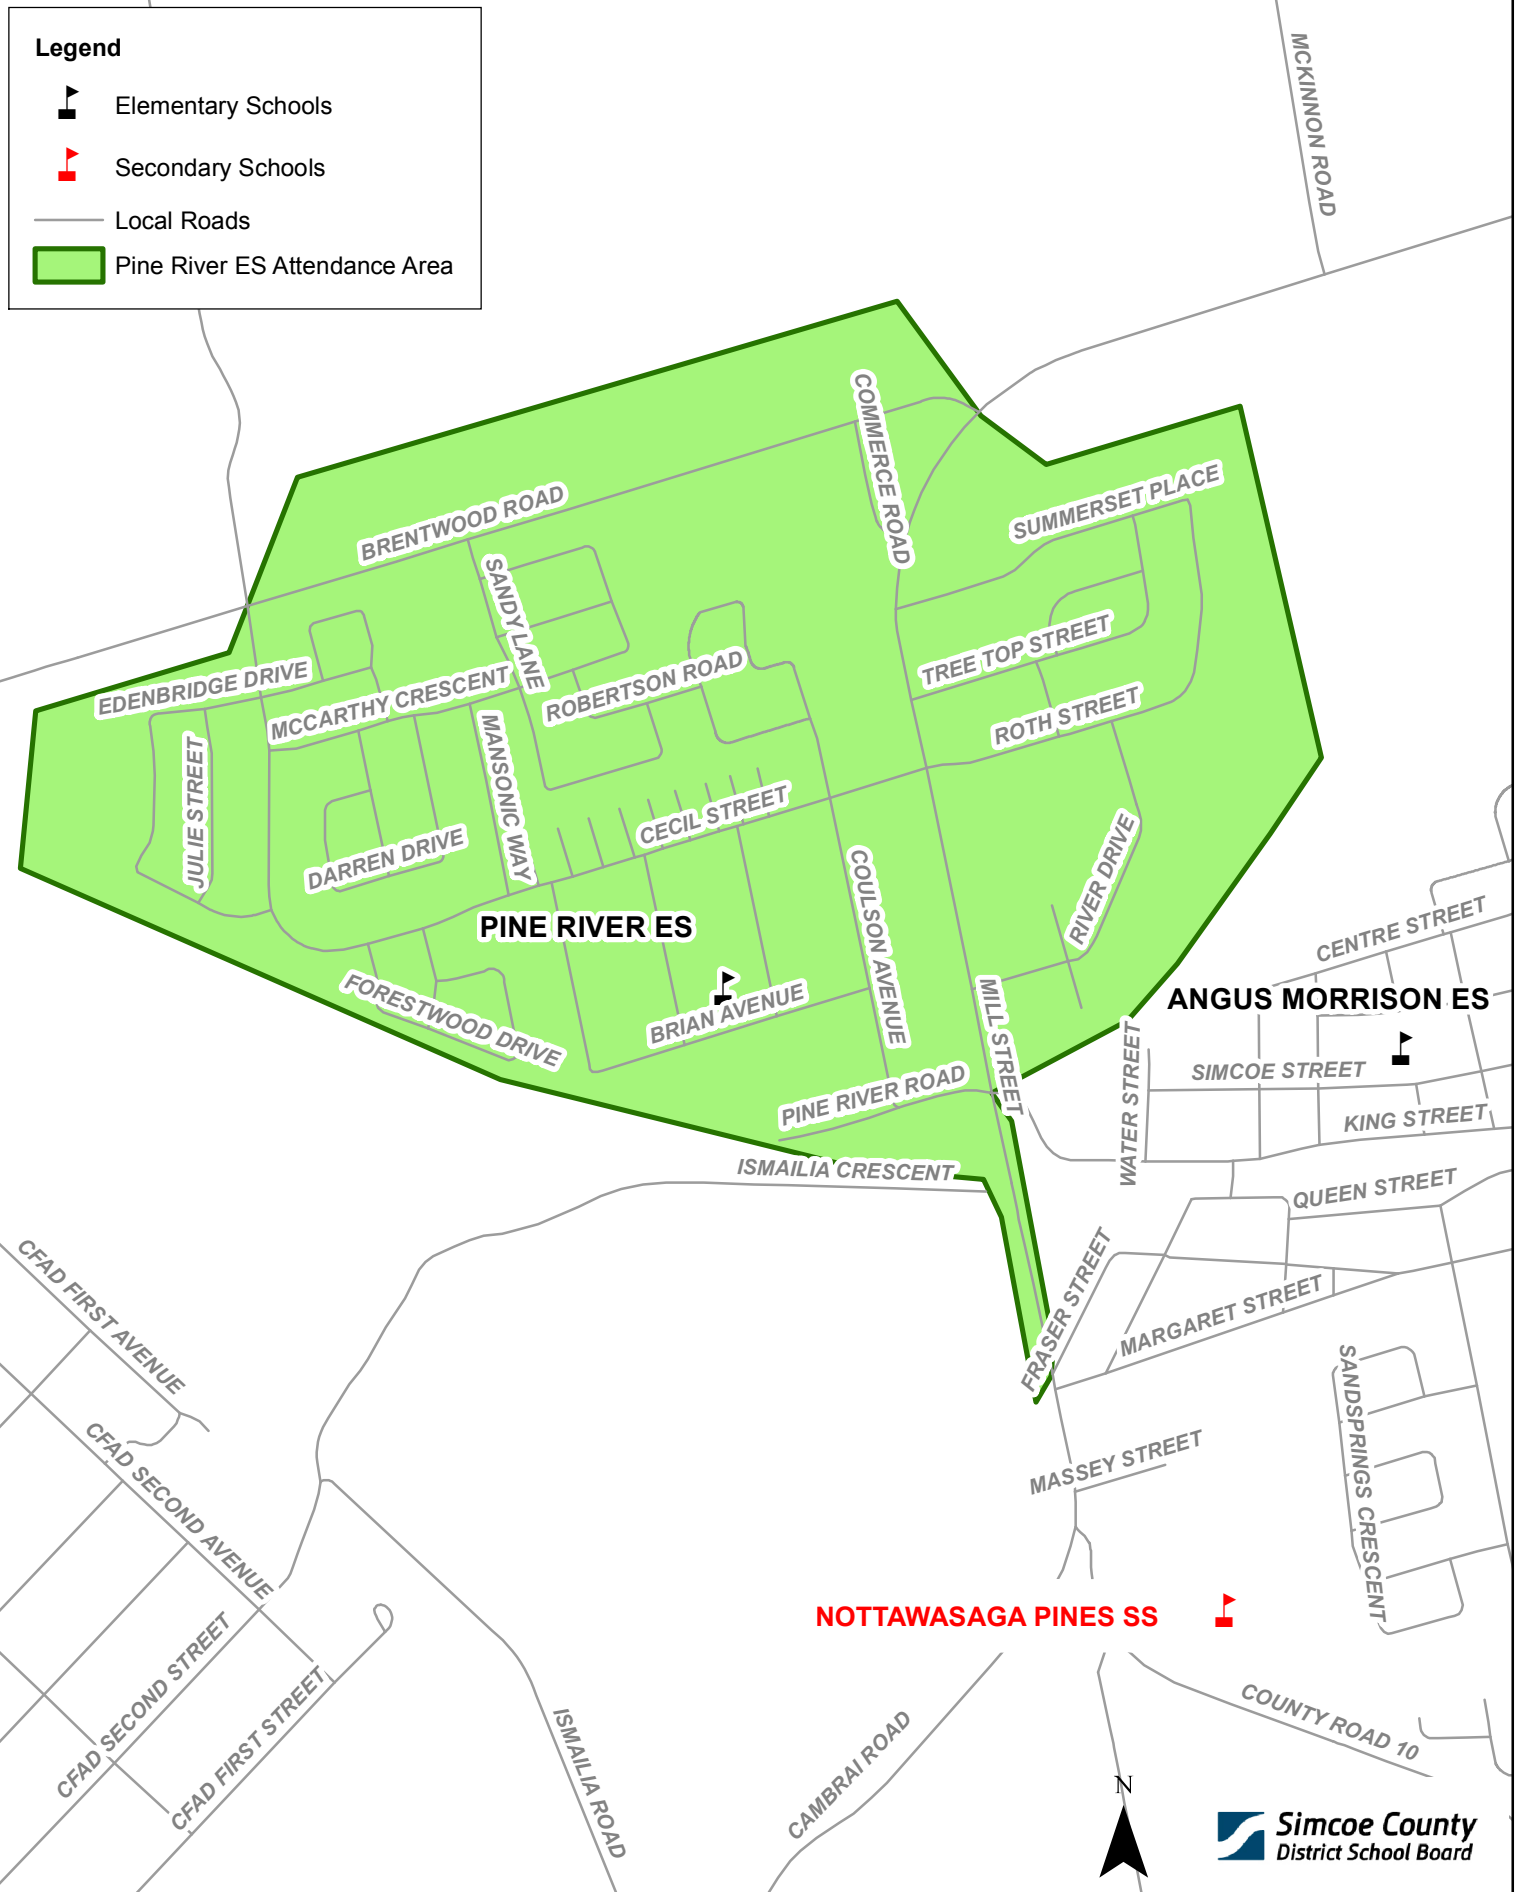 Legend
Elementary Schools
Secondary Schools
Local Roads
Pine River ES Attendance Area
MCKINNON ROAD
COMMERCE ROAD
BRENTWOOD ROAD
SUMMERSET PLACE
SANDY LANE
TREE TOP STREET
EDENBRIDGE DRIVE
MCCARTHY CRESCENT
ROBERTSON ROAD
ROTH STREET
JULIE STREET
MANSONIC WAY
CECIL STREET
DARREN DRIVE
RIVER DRIVE
COULSON AVENUE
PINE RIVER ES
CENTRE STREET
FORESTWOOD DRIVE
BRIAN AVENUE
MILL STREET
ANGUS MORRISON ES
WATER STREET
SIMCOE STREET
PINE RIVER ROAD
KING STREET
ISMAILIA CRESCENT
QUEEN STREET
CFAD FIRST AVENUE
FRASER STREET
MARGARET STREET
SANDSPRINGS CRESCENT
CFAD SECOND AVENUE
MASSEY STREET
NOTTAWASAGA PINES SS
CFAD SECOND STREET
CFAD FIRST STREET
ISMAILIA ROAD
CAMBRAI ROAD
COUNTY ROAD 10
N
Simcoe County
District School Board